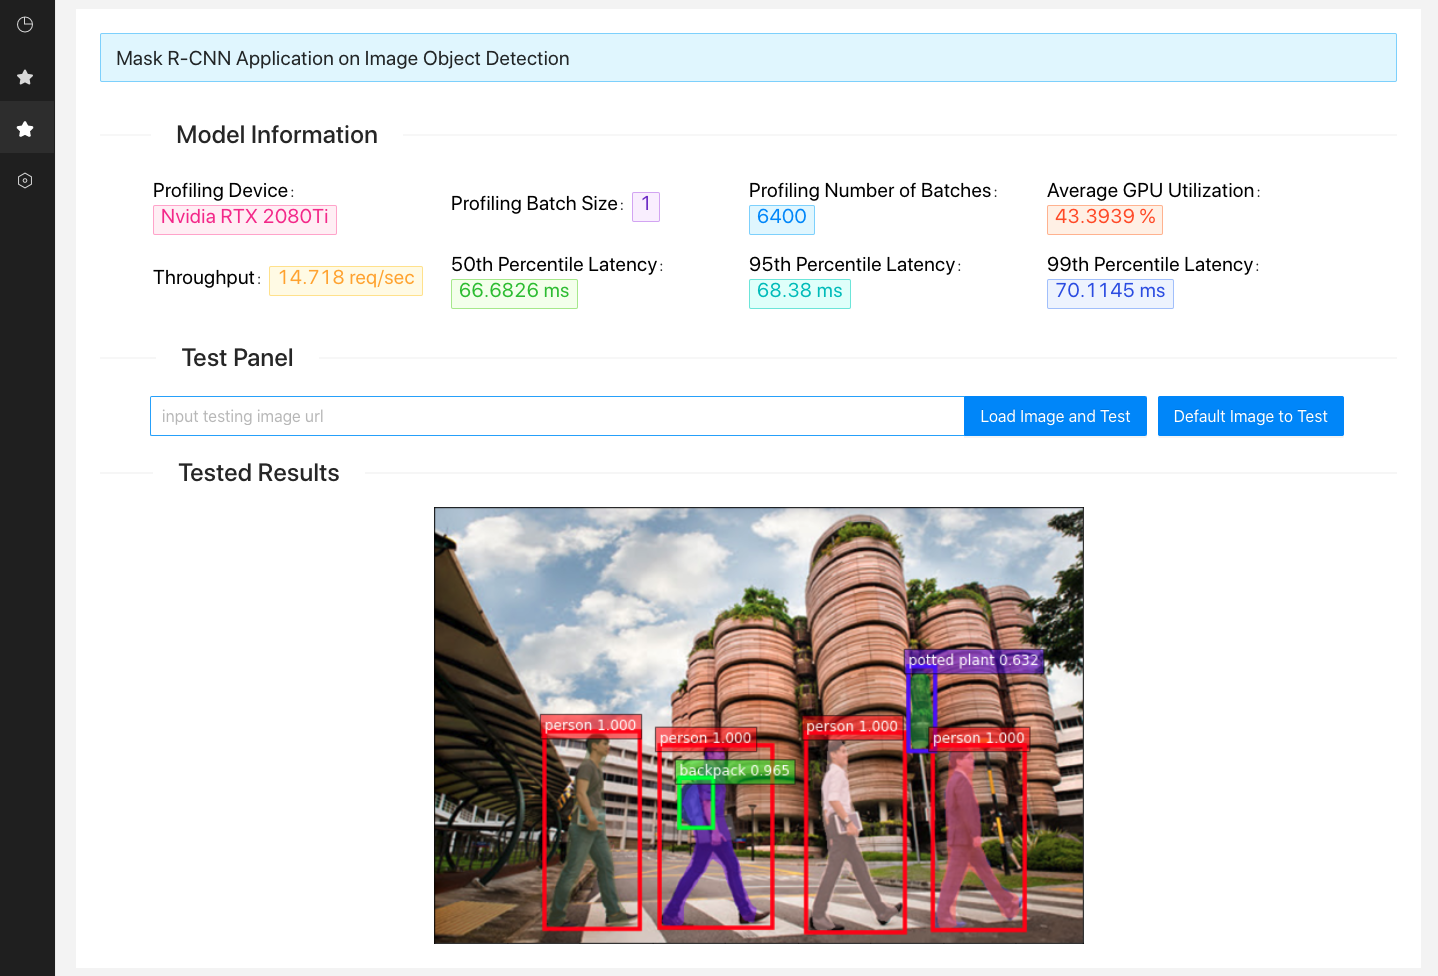 Mask R-CNN Application on Image Object Detection
Model Information
Profiling Device:
Nvidia RTX 2080Ti
Profiling Batch Size: 1
Profiling Number of Batches:
6400
Average GPU Utilization:
43.3939 %
Throughput: 14.718 req/sec
50th Percentile Latency:
66.6826 ms
95th Percentile Latency:
68.38 ms
99th Percentile Latency:
70.1145 ms
Test Panel
input testing image url
Load Image and Test
Default Image to Test
Tested Results
potted plant 0.632
person 1.000
person 1.000
person 1.000
person 1.000
backpack 0.965